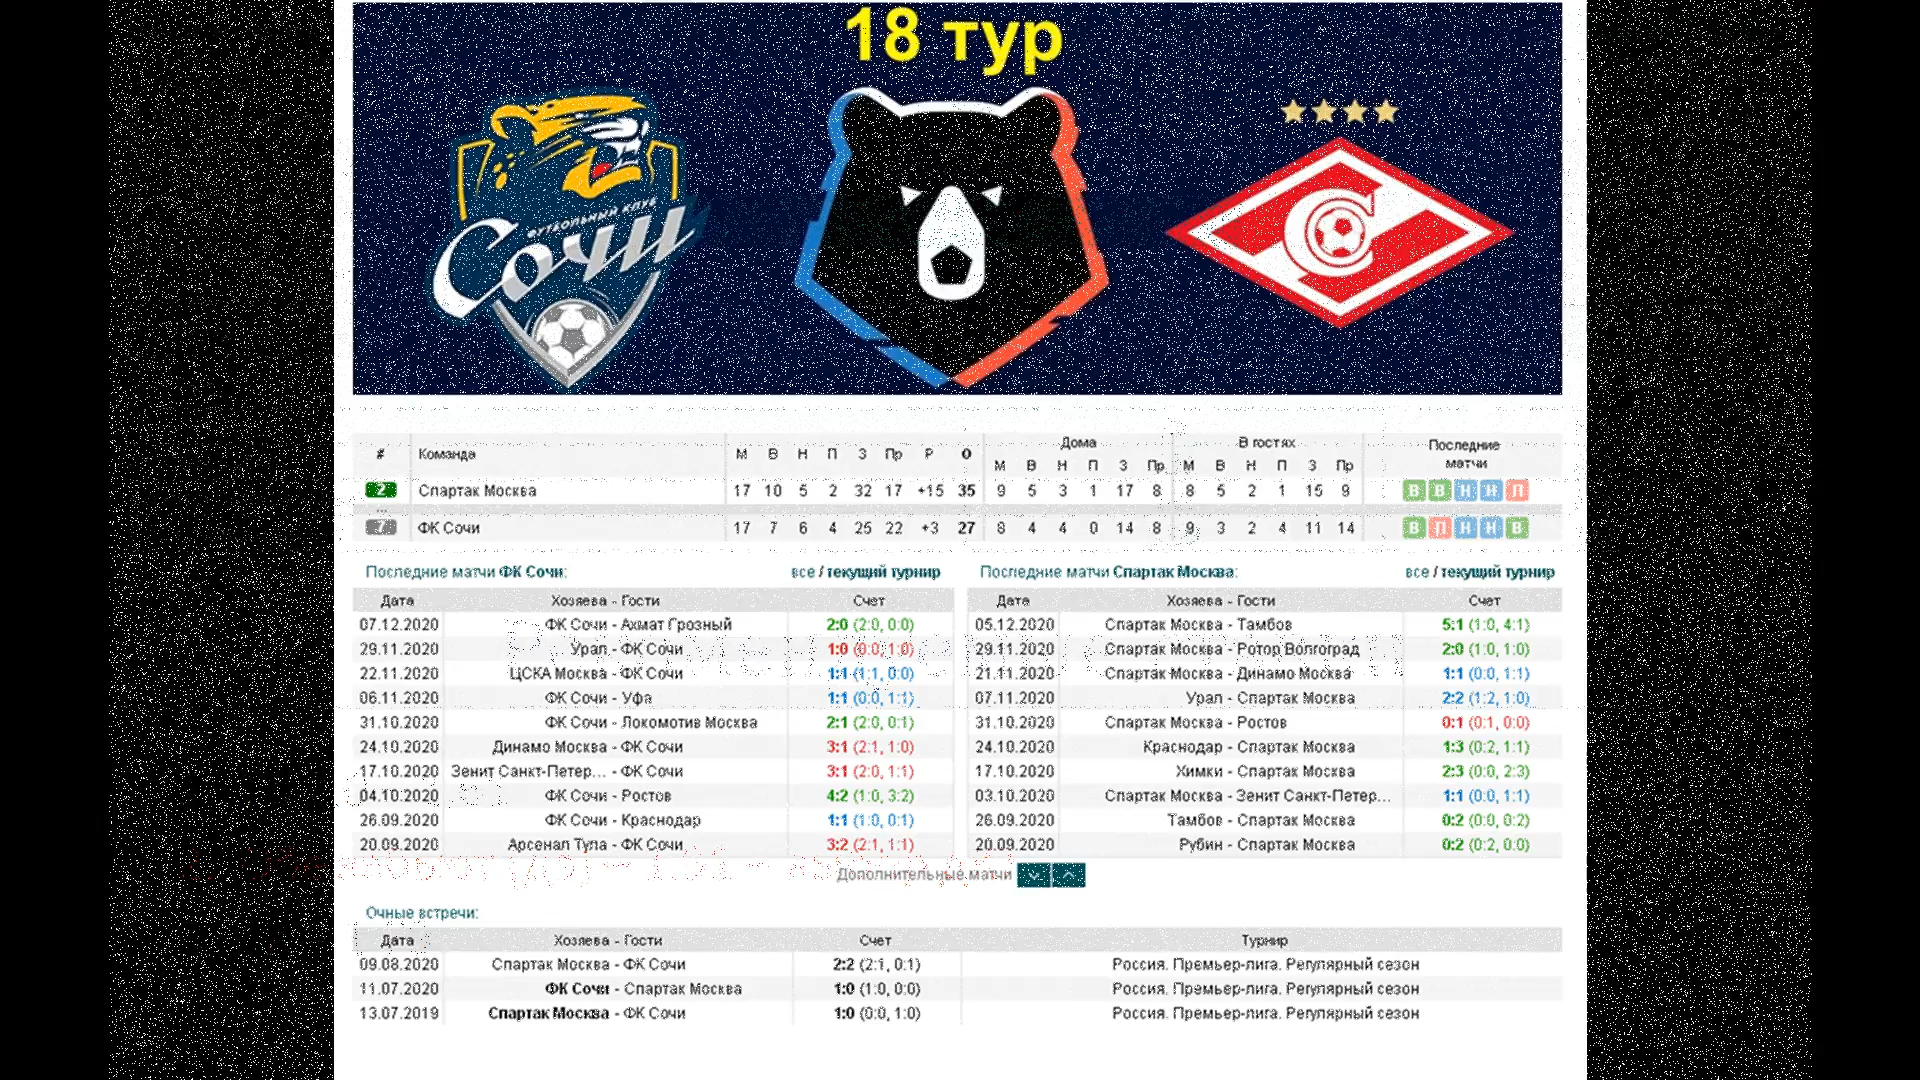 18 тур
ФУТБОЛЬНЫЙ КЛУБ
Сочи
Дома В гостях Последние матчи
# Команда М В Н П З Пр Р О М В Н П З Пр М В Н П З Пр
2 Спартак Москва 17 10 5 2 32 17 +15 35 9 5 3 1 17 8 8 5 2 1 15 9 В В Н Н П
...
7 ФК Сочи 17 7 6 4 25 22 +3 27 8 4 4 0 14 8 9 3 2 4 11 14 В П Н Н В
Последние матчи ФК Сочи: все / текущий турнир
Дата Хозяева - Гости Счет
07.12.2020 ФК Сочи - Ахмат Грозный 2:0 (2:0, 0:0)
29.11.2020 Урал - ФК Сочи 1:0 (0:0, 1:0)
22.11.2020 ЦСКА Москва - ФК Сочи 1:1 (1:1, 0:0)
06.11.2020 ФК Сочи - Уфа 1:1 (0:0, 1:1)
31.10.2020 ФК Сочи - Локомотив Москва 2:1 (2:0, 0:1)
24.10.2020 Динамо Москва - ФК Сочи 3:1 (2:1, 1:0)
17.10.2020 Зенит Санкт-Петер... - ФК Сочи 3:1 (2:0, 1:1)
04.10.2020 ФК Сочи - Ростов 4:2 (1:0, 3:2)
26.09.2020 ФК Сочи - Краснодар 1:1 (1:0, 0:1)
20.09.2020 Арсенал Тула - ФК Сочи 3:2 (2:1, 1:1)
Последние матчи Спартак Москва: все / текущий турнир
Дата Хозяева - Гости Счет
05.12.2020 Спартак Москва - Тамбов 5:1 (1:0, 4:1)
29.11.2020 Спартак Москва - Ротор Волгоград 2:0 (1:0, 1:0)
21.11.2020 Спартак Москва - Динамо Москва 1:1 (0:0, 1:1)
07.11.2020 Урал - Спартак Москва 2:2 (1:2, 1:0)
31.10.2020 Спартак Москва - Ростов 0:1 (0:1, 0:0)
24.10.2020 Краснодар - Спартак Москва 1:3 (0:2, 1:1)
17.10.2020 Химки - Спартак Москва 2:3 (0:0, 2:3)
03.10.2020 Спартак Москва - Зенит Санкт-Петер... 1:1 (0:0, 1:1)
26.09.2020 Тамбов - Спартак Москва 0:2 (0:0, 0:2)
20.09.2020 Рубин - Спартак Москва 0:2 (0:2, 0:0)
Дополнительные матчи
Очные встречи:
Дата Хозяева - Гости Счет Турнир
09.08.2020 Спартак Москва - ФК Сочи 2:2 (2:1, 0:1) Россия. Премьер-лига. Регулярный сезон
11.07.2020 ФК Сочи - Спартак Москва 1:0 (1:0, 0:0) Россия. Премьер-лига. Регулярный сезон
13.07.2019 Спартак Москва - ФК Сочи 1:0 (0:0, 1:0) Россия. Премьер-лига. Регулярный сезон